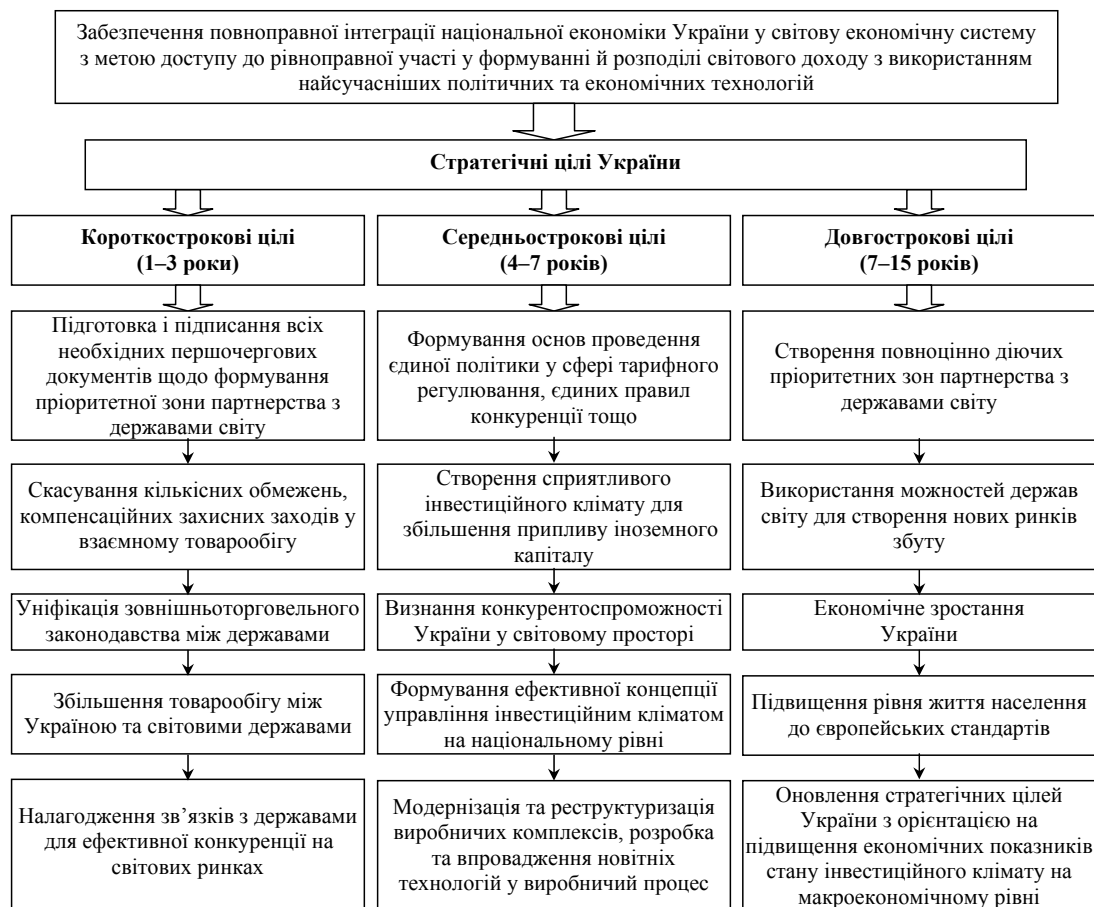 Забезпечення повноправної інтеграції національної економіки України у світову економічну систему
з метою доступу до рівноправної участі у формуванні й розподілі світового доходу з використанням
найсучасніших політичних та економічних технологій
Стратегічні цілі України
Короткострокові цілі
(1–3 роки)
Підготовка і підписання всіх
необхідних першочергових
документів щодо формування
пріоритетної зони партнерства з
державами світу
Скасування кількісних обмежень,
компенсаційних захисних заходів у
взаємному товарообігу
Уніфікація зовнішньоторговельного
законодавства між державами
Збільшення товарообігу між
Україною та світовими державами
Налагодження зв’язків з державами
для ефективної конкуренції на
світових ринках
Середньострокові цілі
(4–7 років)
Формування основ проведення
єдиної політики у сфері тарифного
регулювання, єдиних правил
конкуренції тощо
Створення сприятливого
інвестиційного клімату для
збільшення припливу іноземного
капіталу
Визнання конкурентоспроможності
України у світовому просторі
Формування ефективної концепції
управління інвестиційним кліматом
на національному рівні
Модернізація та реструктуризація
виробничих комплексів, розробка
та впровадження новітніх
технологій у виробничий процес
Довгострокові цілі
(7–15 років)
Створення повноцінно діючих
пріоритетних зон партнерства з
державами світу
Використання можностей держав
світу для створення нових ринків
збуту
Економічне зростання
України
Підвищення рівня життя населення
до європейських стандартів
Оновлення стратегічних цілей
України з орієнтацією на
підвищення економічних показників
стану інвестиційного клімату на
макроекономічному рівні